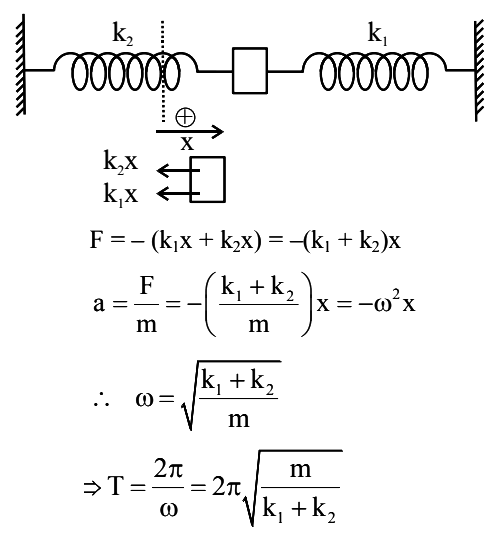 k₂ k₁
⊕
x
k₂x
k₁x
F = – (k₁x + k₂x) = –(k₁ + k₂)x
a = F/m = –((k₁ + k₂)/m)x = –ω²x
∴ ω = √((k₁ + k₂)/m)
⇒ T = 2π/ω = 2π√(m/(k₁ + k₂))